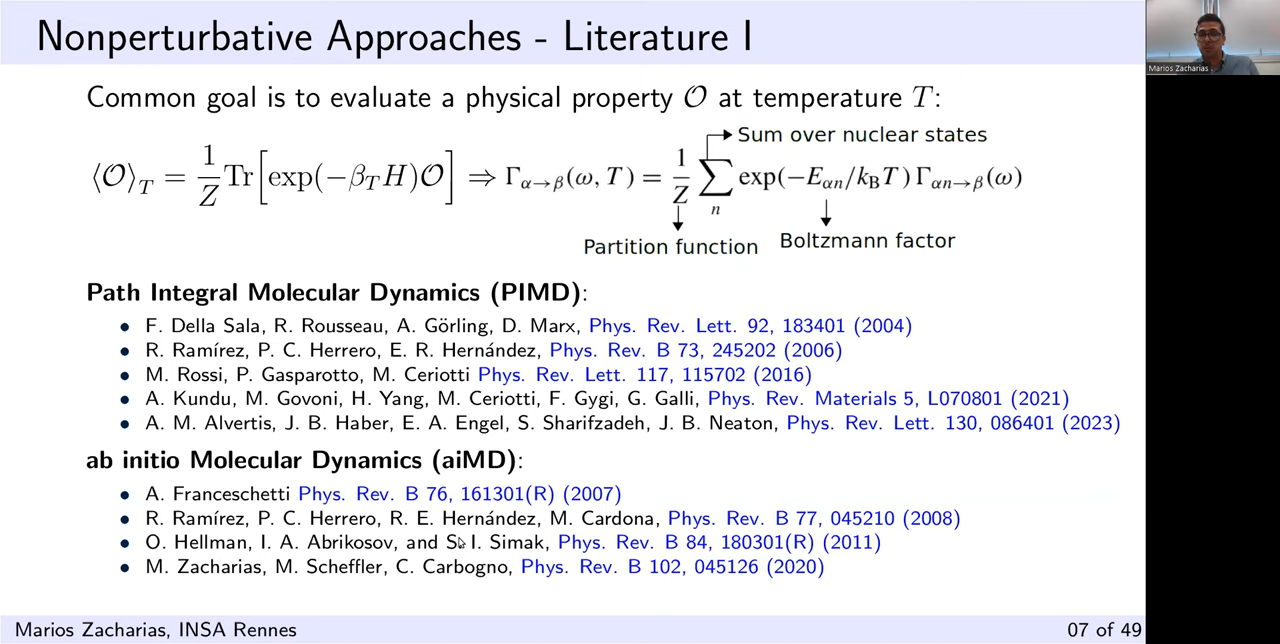 Nonperturbative Approaches - Literature I
Marios Zacharias
Common goal is to evaluate a physical property 𝒪 at temperature T:
Sum over nuclear states
⟨𝒪⟩_T = 1/Z Tr[exp(−β_T H)𝒪] ⇒ Γ_{α→β}(ω, T) = 1/Z ∑_n exp(−E_{αn}/k_B T) Γ_{αn→β}(ω)
Partition function Boltzmann factor
Path Integral Molecular Dynamics (PIMD):
• F. Della Sala, R. Rousseau, A. Görling, D. Marx, Phys. Rev. Lett. 92, 183401 (2004)
• R. Ramírez, P. C. Herrero, E. R. Hernández, Phys. Rev. B 73, 245202 (2006)
• M. Rossi, P. Gasparotto, M. Ceriotti Phys. Rev. Lett. 117, 115702 (2016)
• A. Kundu, M. Govoni, H. Yang, M. Ceriotti, F. Gygi, G. Galli, Phys. Rev. Materials 5, L070801 (2021)
• A. M. Alvertis, J. B. Haber, E. A. Engel, S. Sharifzadeh, J. B. Neaton, Phys. Rev. Lett. 130, 086401 (2023)
ab initio Molecular Dynamics (aiMD):
• A. Franceschetti Phys. Rev. B 76, 161301(R) (2007)
• R. Ramírez, P. C. Herrero, R. E. Hernández, M. Cardona, Phys. Rev. B 77, 045210 (2008)
• O. Hellman, I. A. Abrikosov, and S. I. Simak, Phys. Rev. B 84, 180301(R) (2011)
• M. Zacharias, M. Scheffler, C. Carbogno, Phys. Rev. B 102, 045126 (2020)
Marios Zacharias, INSA Rennes
07 of 49